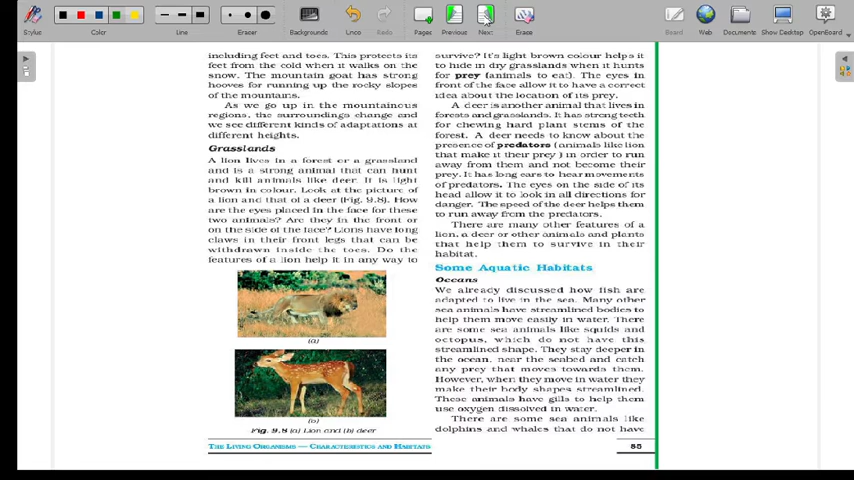 Stylus
Color
Line
Backgrounds
Undo
Redo
Pages
Previous
Next
Erase
Board
Web
Documents
Show Desktop
OpenBoard
including feet and toes. This protects its
feet from the cold when it walks on the
snow. The mountain goat has strong
hooves for running up the rocky slopes
of the mountains.
As we go up in the mountainous
regions, the surroundings change and
we see different kinds of adaptations at
different heights.
Grasslands
A lion lives in a forest or a grassland
and is a strong animal that can hunt
and kill animals like deer. It is light
brown in colour. Look at the picture of
a lion and that of a deer (Fig. 9.8). How
are the eyes placed in the face for these
two animals? Are they in the front or
on the side of the face? Lions have long
claws in their front legs that can be
withdrawn inside the toes. Do the
features of a lion help it in any way to
(a)
(b)
Fig. 9.8 (a) Lion and (b) deer
survive? It's light brown colour helps it
to hide in dry grasslands when it hunts
for prey (animals to eat). The eyes in
front of the face allow it to have a correct
idea about the location of its prey.
A deer is another animal that lives in
forests and grasslands. It has strong teeth
for chewing hard plant stems of the
forest. A deer needs to know about the
presence of predators (animals like lion
that make it their prey) in order to run
away from them and not become their
prey. It has long ears to hear movements
of predators. The eyes on the side of its
head allow it to look in all directions for
danger. The speed of the deer helps them
to run away from the predators.
There are many other features of a
lion, a deer or other animals and plants
that help them to survive in their
habitat.
Some Aquatic Habitats
Oceans
We already discussed how fish are
adapted to live in the sea. Many other
sea animals have streamlined bodies to
help them move easily in water. There
are some sea animals like squids and
octopus, which do not have this
streamlined shape. They stay deeper in
the ocean, near the seabed and catch
any prey that moves towards them.
However, when they move in water they
make their body shapes streamlined.
These animals have gills to help them
use oxygen dissolved in water.
There are some sea animals like
dolphins and whales that do not have
The Living Organisms — Characteristics and Habitats
85